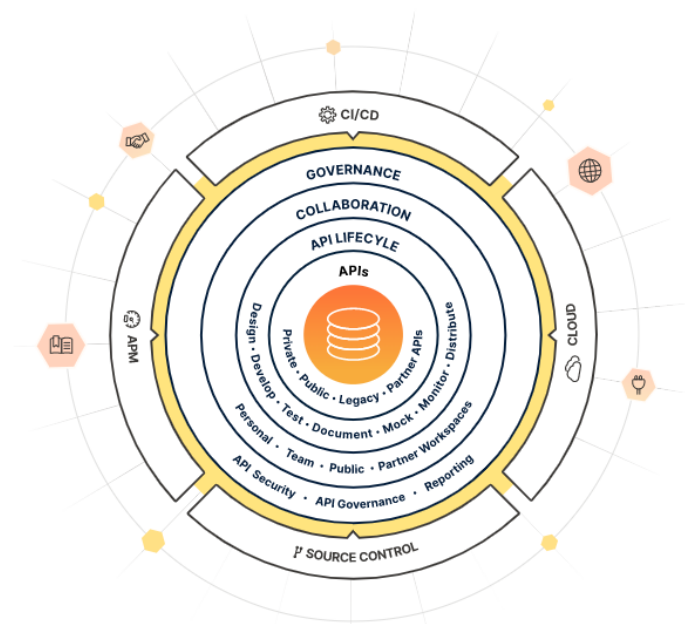 CI/CD
GOVERNANCE
COLLABORATION
API LIFECYLE
APIs
Private · Public · Legacy · Partner APIs
Design · Develop · Test · Document · Mock · Monitor · Distribute
Personal · Team · Public · Partner Workspaces
API Security · API Governance · Reporting
APM
CLOUD
SOURCE CONTROL